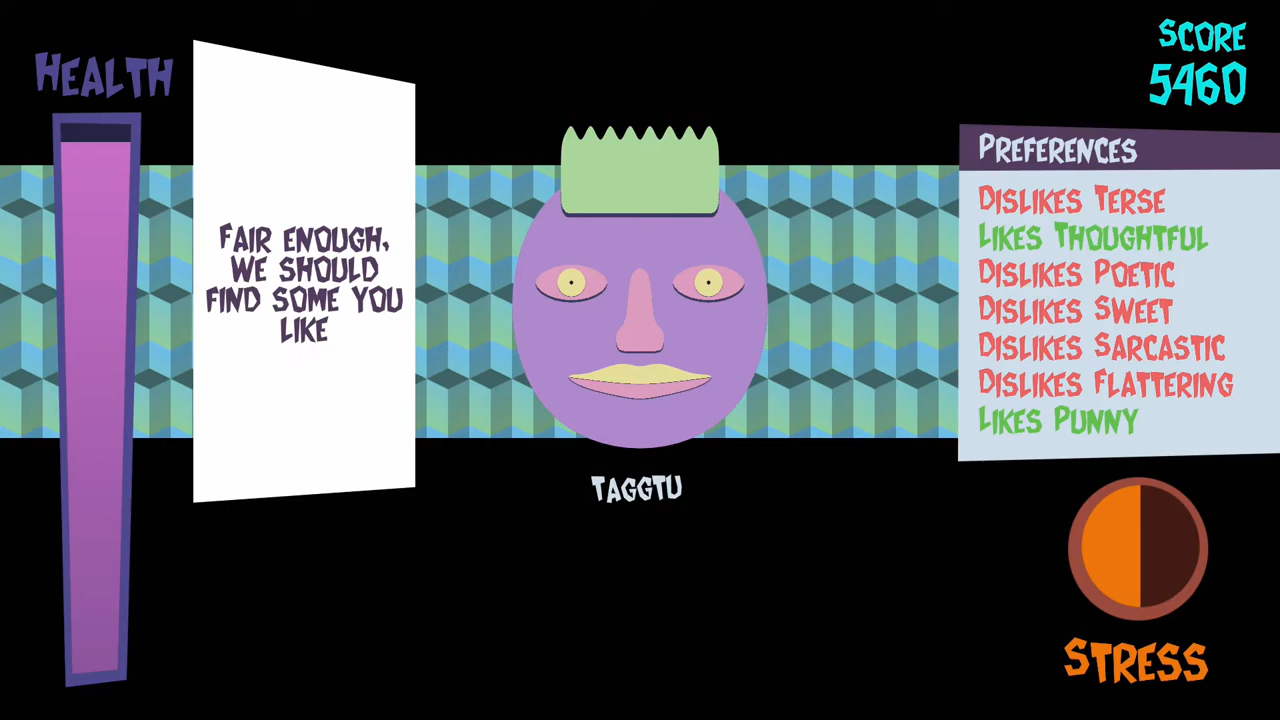 HEALTH
SCORE
5460
FAIR ENOUGH,
WE SHOULD
FIND SOME YOU
LIKE
TAGGTU
PREFERENCES
DISLIKES TERSE
LIKES THOUGHTFUL
DISLIKES POETIC
DISLIKES SWEET
DISLIKES SARCASTIC
DISLIKES FLATTERING
LIKES PUNNY
STRESS